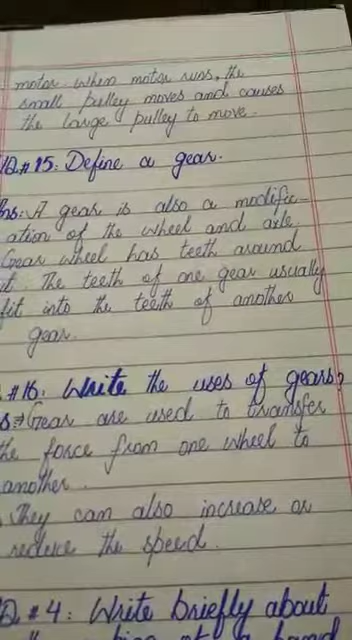 motor. When motor runs, the
small pulley moves and causes
the large pulley to move.
Q#15: Define a gear.
Ans: A gear is also a modific-
ation of the wheel and axle.
Gear wheel has teeth around
it. The teeth of one gear usually
fit into the teeth of another
gear.
#16: Write the uses of gears?
s:⇒ Gear are used to transfer
the force from one wheel to
another.
They can also increase or
reduce the speed.
Q#4: Write briefly about
a hand